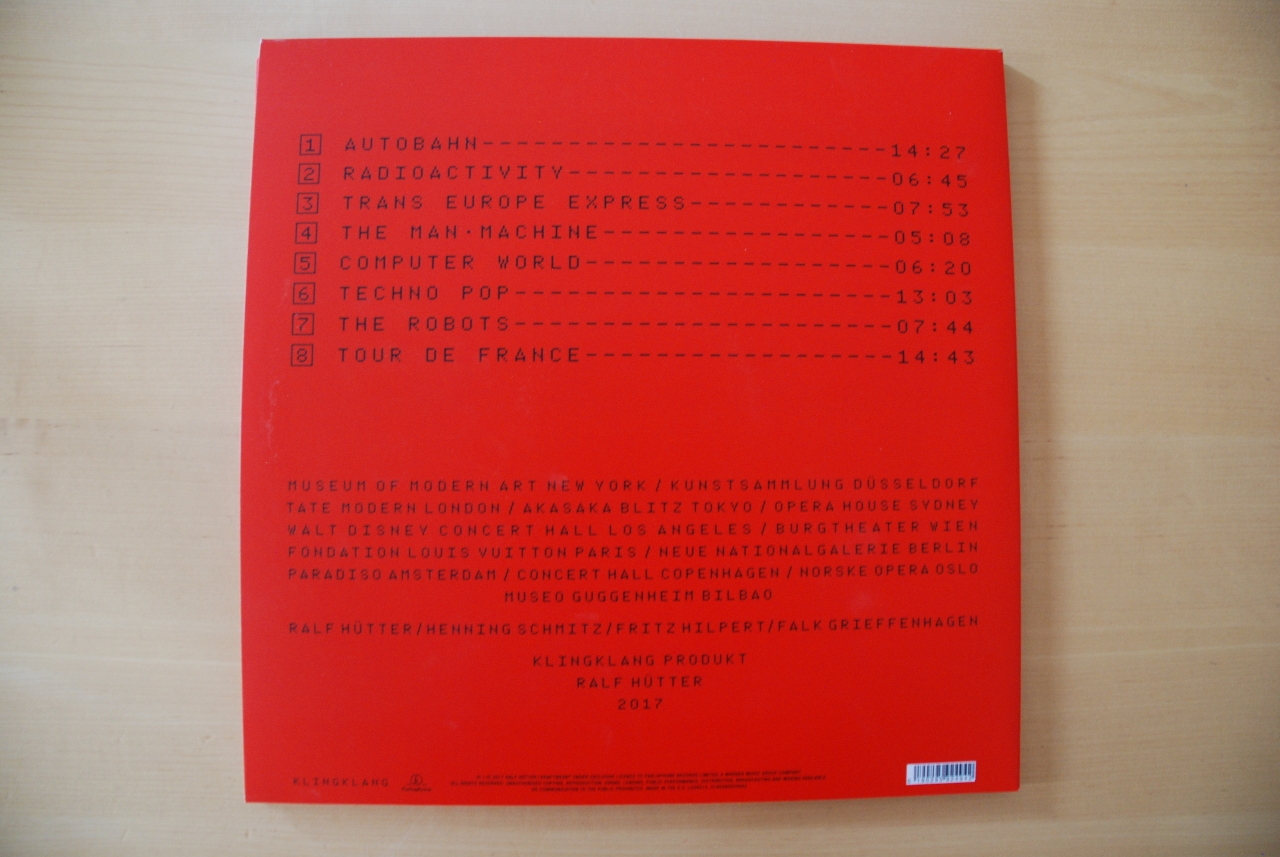 1 AUTOBAHN-----------------------14:27
2 RADIOACTIVITY------------------06:45
3 TRANS EUROPE EXPRESS-----------07:53
4 THE MAN·MACHINE----------------05:08
5 COMPUTER WORLD-----------------06:20
6 TECHNO POP---------------------13:03
7 THE ROBOTS---------------------07:44
8 TOUR DE FRANCE-----------------14:43
MUSEUM OF MODERN ART NEW YORK / KUNSTSAMMLUNG DÜSSELDORF
TATE MODERN LONDON / AKASAKA BLITZ TOKYO / OPERA HOUSE SYDNEY
WALT DISNEY CONCERT HALL LOS ANGELES / BURGTHEATER WIEN
FONDATION LOUIS VUITTON PARIS / NEUE NATIONALGALERIE BERLIN
PARADISO AMSTERDAM / CONCERT HALL COPENHAGEN / NORSKE OPERA OSLO
MUSEO GUGGENHEIM BILBAO
RALF HÜTTER/HENNING SCHMITZ/FRITZ HILPERT/FALK GRIEFFENHAGEN
KLINGKLANG PRODUKT
RALF HÜTTER
2017
KLINGKLANG
Parlophone